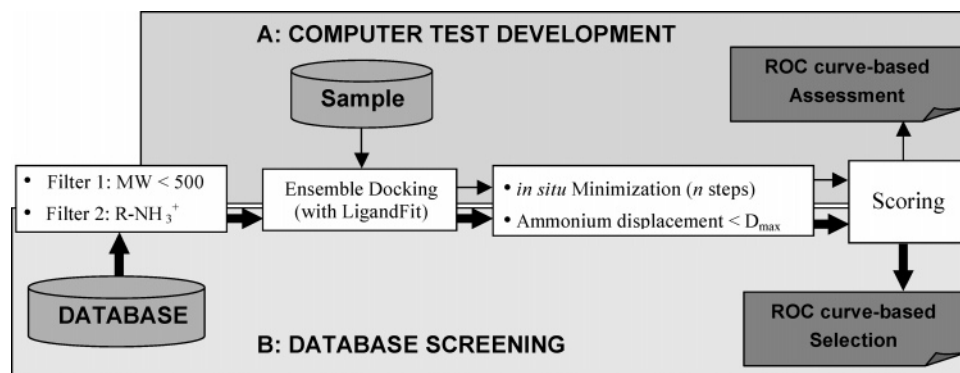 A: COMPUTER TEST DEVELOPMENT
ROC curve-based
Assessment
Sample
• Filter 1: MW < 500
• Filter 2: R-NH₃⁺
Ensemble Docking
(with LigandFit)
• in situ Minimization (n steps)
• Ammonium displacement < Dₘₐₓ
Scoring
DATABASE
B: DATABASE SCREENING
ROC curve-based
Selection